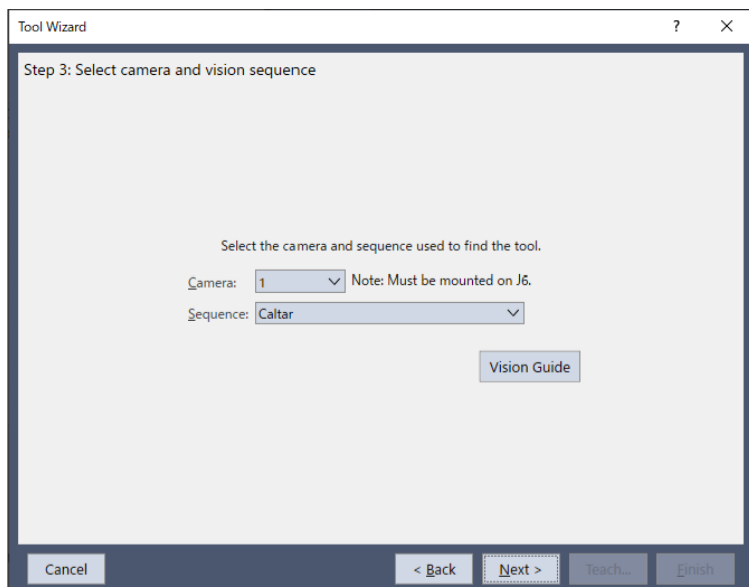 Tool Wizard
?
Step 3: Select camera and vision sequence
Select the camera and sequence used to find the tool.
Camera: 1 Note: Must be mounted on J6.
Sequence: Caltar
Vision Guide
Cancel < Back Next > Teach... Finish